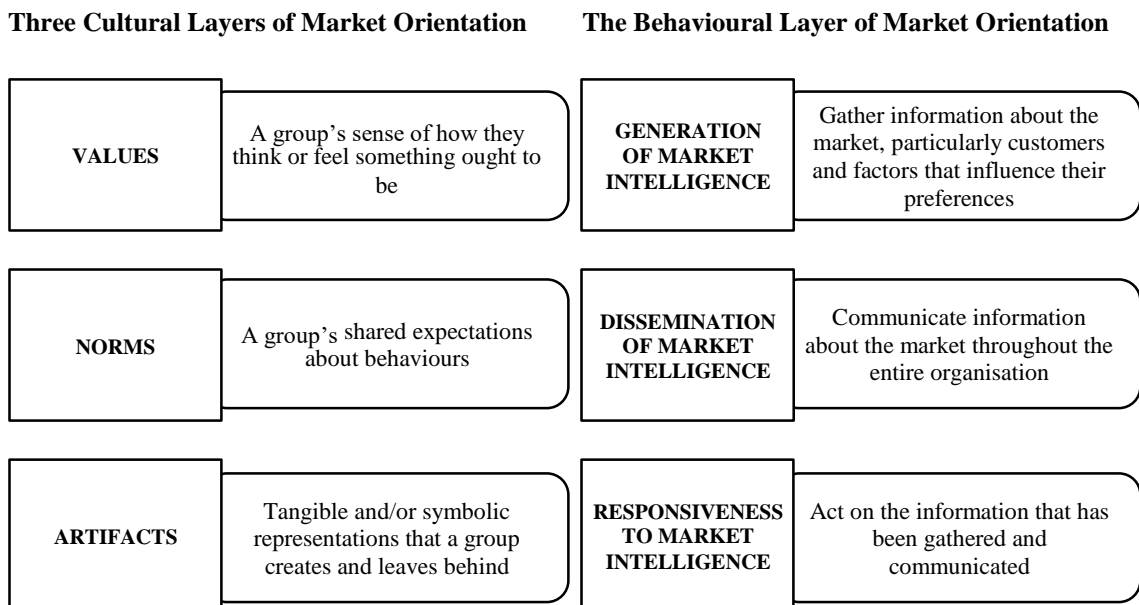 Three Cultural Layers of Market Orientation
The Behavioural Layer of Market Orientation
VALUES
A group's sense of how they
think or feel something ought to
be
GENERATION
OF MARKET
INTELLIGENCE
Gather information about the
market, particularly customers
and factors that influence their
preferences
NORMS
A group's shared expectations
about behaviours
DISSEMINATION
OF MARKET
INTELLIGENCE
Communicate information
about the market throughout the
entire organisation
ARTIFACTS
Tangible and/or symbolic
representations that a group
creates and leaves behind
RESPONSIVENESS
TO MARKET
INTELLIGENCE
Act on the information that has
been gathered and
communicated